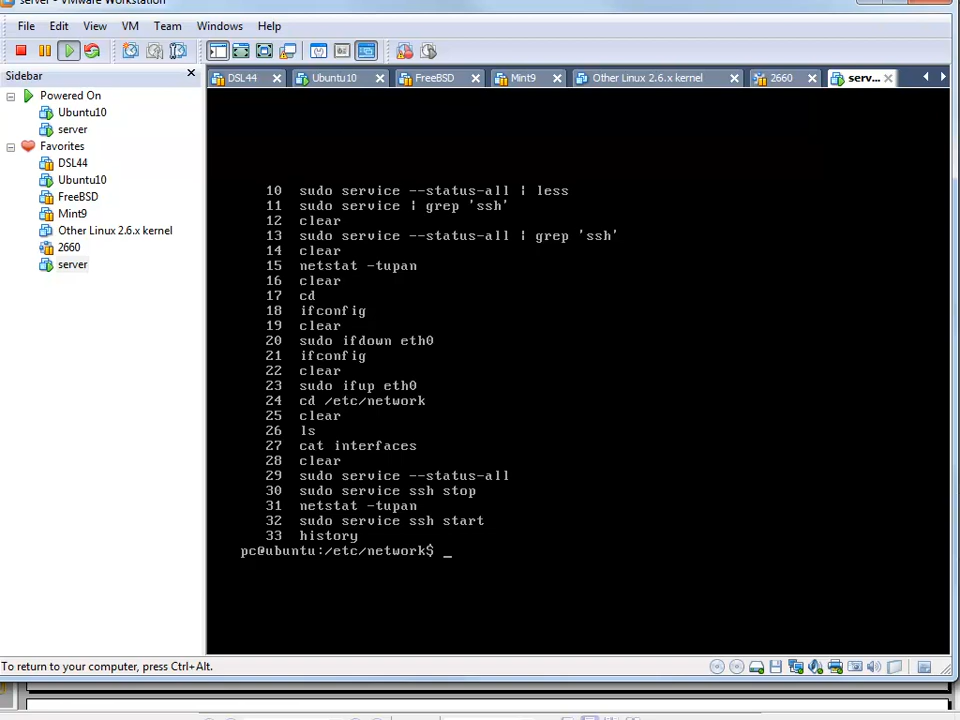 server - VMware Workstation
File Edit View VM Team Windows Help
Sidebar
DSL44 Ubuntu10 FreeBSD Mint9 Other Linux 2.6.x kernel 2660 serv...
Powered On
Ubuntu10
server
Favorites
DSL44
Ubuntu10
FreeBSD
Mint9
Other Linux 2.6.x kernel
2660
server
10 sudo service --status-all | less
11 sudo service | grep 'ssh'
12 clear
13 sudo service --status-all | grep 'ssh'
14 clear
15 netstat -tupan
16 clear
17 cd
18 ifconfig
19 clear
20 sudo ifdown eth0
21 ifconfig
22 clear
23 sudo ifup eth0
24 cd /etc/network
25 clear
26 ls
27 cat interfaces
28 clear
29 sudo service --status-all
30 sudo service ssh stop
31 netstat -tupan
32 sudo service ssh start
33 history
pc@ubuntu:/etc/network$ _
To return to your computer, press Ctrl+Alt.